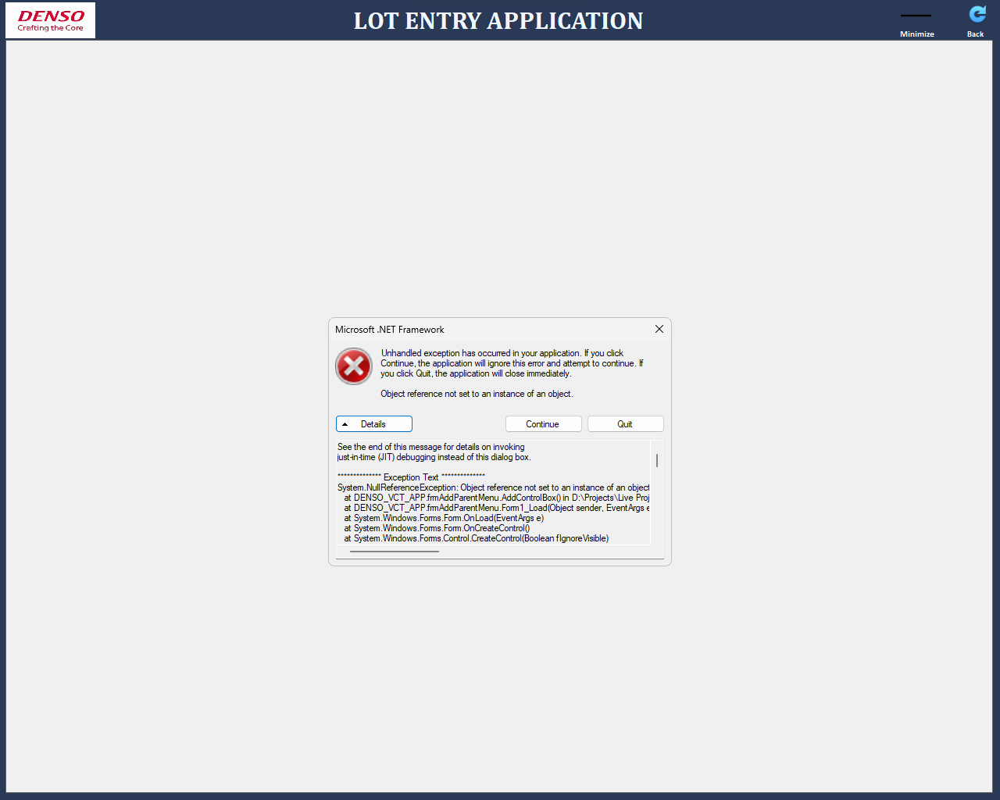 DENSO
Crafting the Core
LOT ENTRY APPLICATION
Minimize
Back
Microsoft .NET Framework
Unhandled exception has occurred in your application. If you click
Continue, the application will ignore this error and attempt to continue. If
you click Quit, the application will close immediately.
Object reference not set to an instance of an object.
Details
Continue
Quit
See the end of this message for details on invoking
just-in-time (JIT) debugging instead of this dialog box.
************** Exception Text **************
System.NullReferenceException: Object reference not set to an instance of an object
at DENSO_VCT_APP.frmAddParentMenu.AddControlBox() in D:\Projects\Live Proj
at DENSO_VCT_APP.frmAddParentMenu.Form1_Load(Object sender, EventArgs e
at System.Windows.Forms.Form.OnLoad(EventArgs e)
at System.Windows.Forms.Form.OnCreateControl()
at System.Windows.Forms.Control.CreateControl(Boolean fIgnoreVisible)